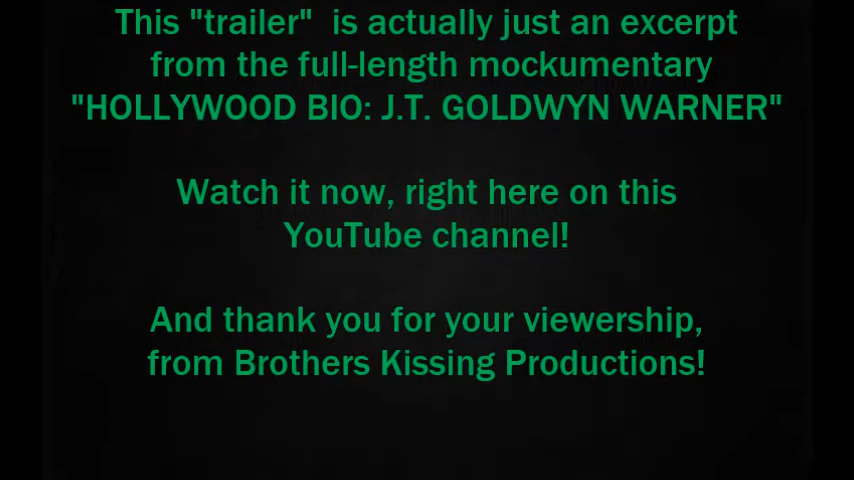 This "trailer"  is actually just an excerpt
from the full-length mockumentary
"HOLLYWOOD BIO: J.T. GOLDWYN WARNER"
Watch it now, right here on this
YouTube channel!
And thank you for your viewership,
from Brothers Kissing Productions!